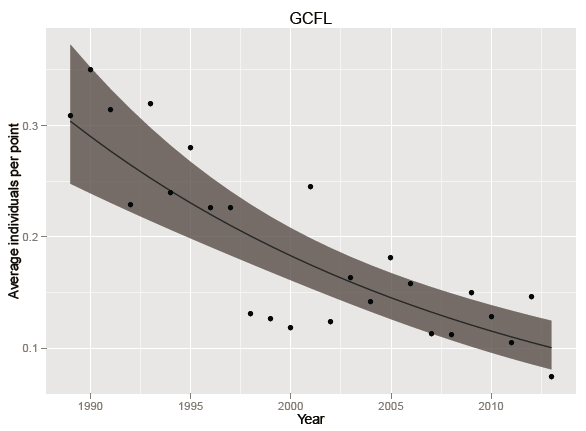 GCFL
Average individuals per point
0.3
0.2
0.1
1990 1995 2000 2005 2010
Year